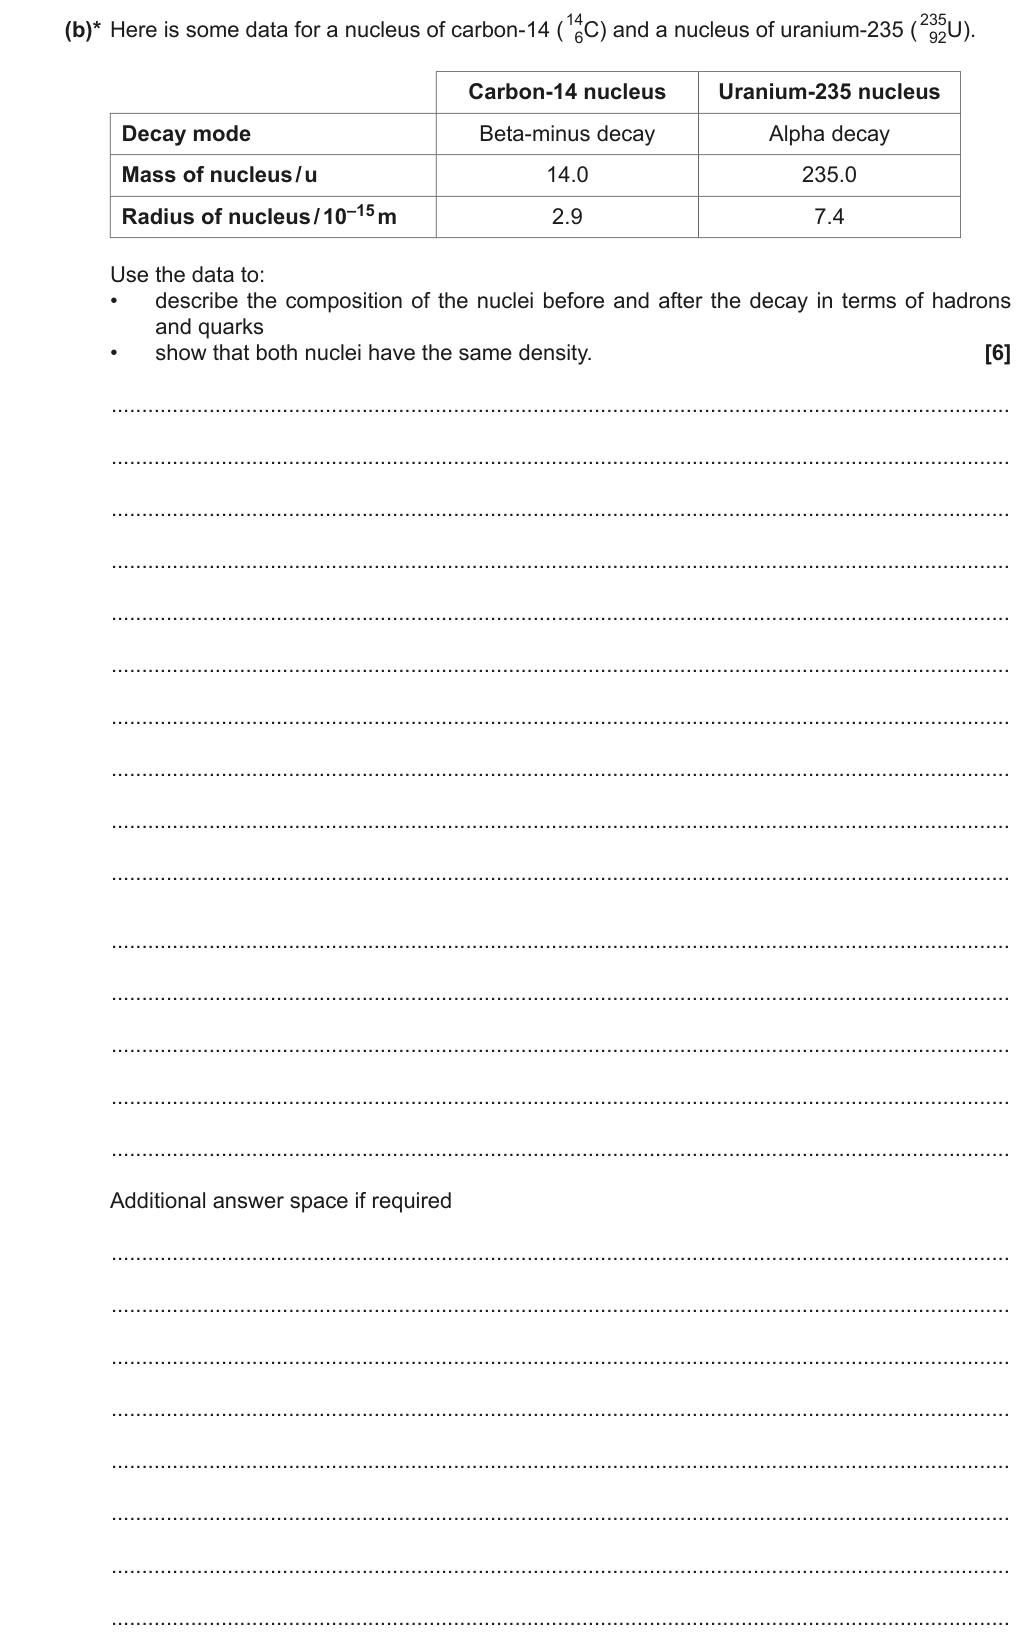 (b)* Here is some data for a nucleus of carbon-14 (¹⁴₆C) and a nucleus of uranium-235 (²³⁵₉₂U).
Carbon-14 nucleus Uranium-235 nucleus
Decay mode Beta-minus decay Alpha decay
Mass of nucleus/u 14.0 235.0
Radius of nucleus/10⁻¹⁵m 2.9 7.4
Use the data to:
• describe the composition of the nuclei before and after the decay in terms of hadrons
and quarks
• show that both nuclei have the same density. [6]
Additional answer space if required